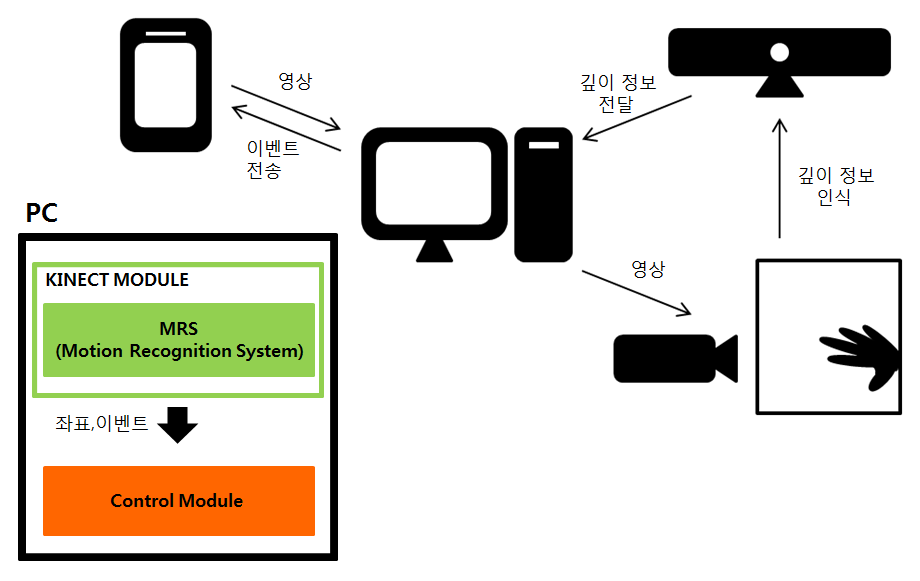 영상
이벤트
전송
깊이 정보
전달
깊이 정보
인식
영상
PC
KINECT MODULE
MRS
(Motion Recognition System)
좌표,이벤트
Control Module